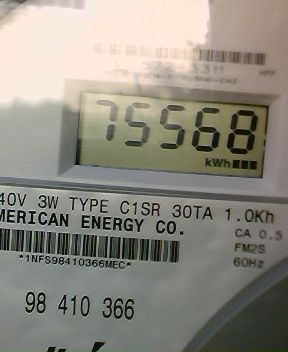 75568
kWh
40V 3W TYPE C1SR 30TA 1.0Kh
MERICAN ENERGY CO.
CA 0.5
FM2S
60Hz
*1NFS98410366MEC*
98 410 366